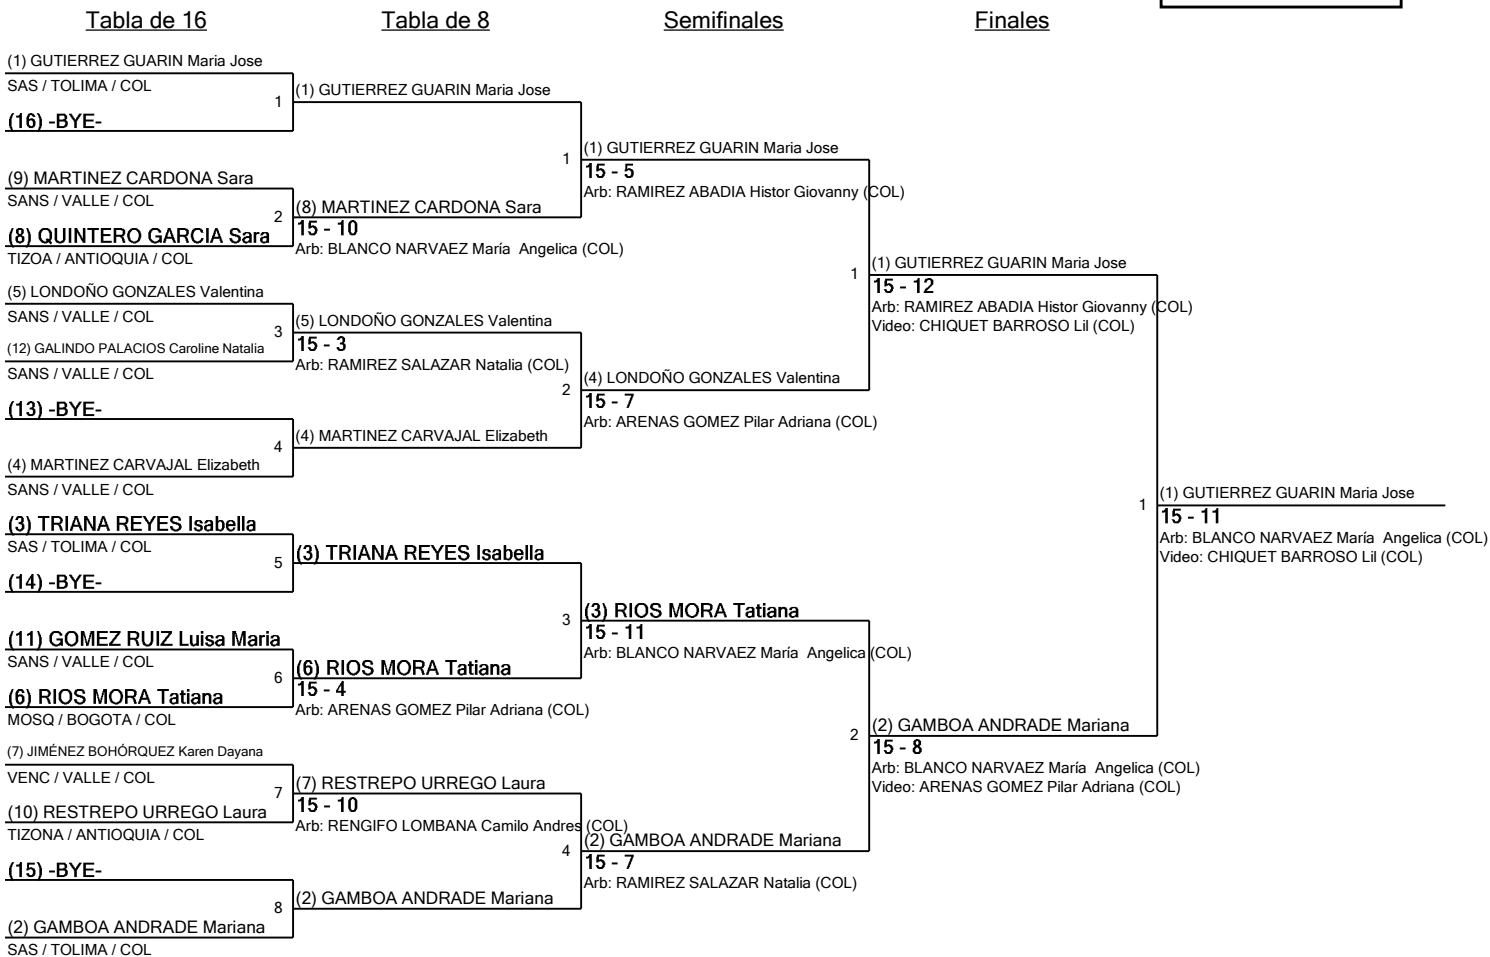 Tabla de 16
Tabla de 8
Semifinales
Finales
(1) GUTIERREZ GUARIN Maria Jose
SAS / TOLIMA / COL
1
(16) -BYE-
(9) MARTINEZ CARDONA Sara
SANS / VALLE / COL
2
(8) QUINTERO GARCIA Sara
TIZOA / ANTIOQUIA / COL
(5) LONDOÑO GONZALES Valentina
SANS / VALLE / COL
3
(12) GALINDO PALACIOS Caroline Natalia
SANS / VALLE / COL
(13) -BYE-
4
(4) MARTINEZ CARVAJAL Elizabeth
SANS / VALLE / COL
(3) TRIANA REYES Isabella
SAS / TOLIMA / COL
5
(14) -BYE-
(11) GOMEZ RUIZ Luisa Maria
SANS / VALLE / COL
6
(6) RIOS MORA Tatiana
MOSQ / BOGOTA / COL
(7) JIMÉNEZ BOHÓRQUEZ Karen Dayana
VENC / VALLE / COL
7
(10) RESTREPO URREGO Laura
TIZONA / ANTIOQUIA / COL
(15) -BYE-
8
(2) GAMBOA ANDRADE Mariana
SAS / TOLIMA / COL
(1) GUTIERREZ GUARIN Maria Jose
1
(8) MARTINEZ CARDONA Sara
15 - 10
Arb: BLANCO NARVAEZ María  Angelica (COL)
(5) LONDOÑO GONZALES Valentina
15 - 3
Arb: RAMIREZ SALAZAR Natalia (COL)
2
(4) MARTINEZ CARVAJAL Elizabeth
(3) TRIANA REYES Isabella
3
(6) RIOS MORA Tatiana
15 - 4
Arb: ARENAS GOMEZ Pilar Adriana (COL)
(7) RESTREPO URREGO Laura
15 - 10
Arb: RENGIFO LOMBANA Camilo Andres (COL)
4
(2) GAMBOA ANDRADE Mariana
(1) GUTIERREZ GUARIN Maria Jose
15 - 5
Arb: RAMIREZ ABADIA Histor Giovanny (COL)
1
(4) LONDOÑO GONZALES Valentina
15 - 7
Arb: ARENAS GOMEZ Pilar Adriana (COL)
(3) RIOS MORA Tatiana
15 - 11
Arb: BLANCO NARVAEZ María  Angelica (COL)
2
(2) GAMBOA ANDRADE Mariana
15 - 7
Arb: RAMIREZ SALAZAR Natalia (COL)
(1) GUTIERREZ GUARIN Maria Jose
15 - 12
Arb: RAMIREZ ABADIA Histor Giovanny (COL)
Video: CHIQUET BARROSO Lil (COL)
1
(2) GAMBOA ANDRADE Mariana
15 - 8
Arb: BLANCO NARVAEZ María  Angelica (COL)
Video: ARENAS GOMEZ Pilar Adriana (COL)
(1) GUTIERREZ GUARIN Maria Jose
15 - 11
Arb: BLANCO NARVAEZ María  Angelica (COL)
Video: CHIQUET BARROSO Lil (COL)